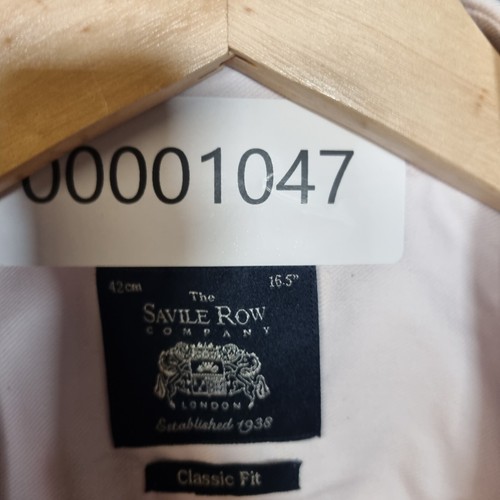 00001047
42cm 16.5"
The
SAVILE ROW
COMPANY
LONDON
Established 1938
Classic Fit